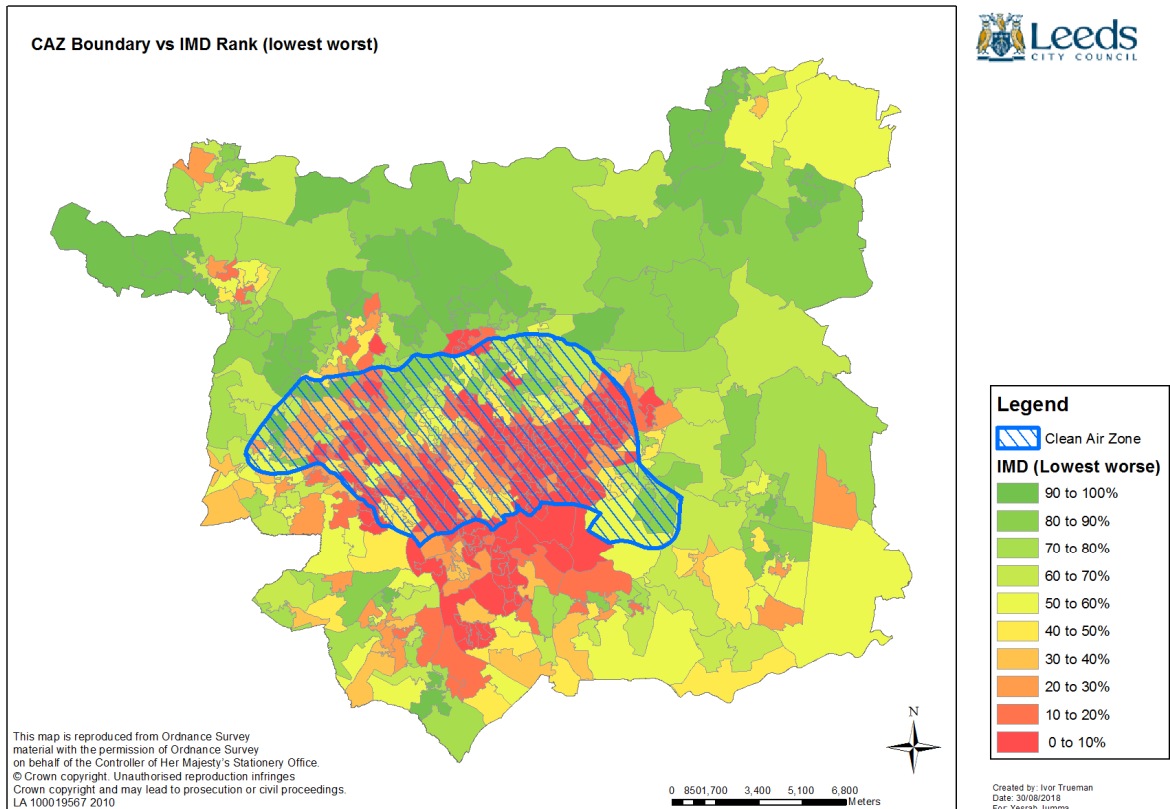 CAZ Boundary vs IMD Rank (lowest worst)
Leeds
CITY COUNCIL
Legend
Clean Air Zone
IMD (Lowest worse)
90 to 100%
80 to 90%
70 to 80%
60 to 70%
50 to 60%
40 to 50%
30 to 40%
20 to 30%
10 to 20%
0 to 10%
N
This map is reproduced from Ordnance Survey
material with the permission of Ordnance Survey
on behalf of the Controller of Her Majesty's Stationery Office.
© Crown copyright. Unauthorised reproduction infringes
Crown copyright and may lead to prosecution or civil proceedings.
LA 100019567 2010
0 8501,700 3,400 5,100 6,800
Meters
Created by: Ivor Trueman
Date: 30/08/2018
For: Yasrah Jumma